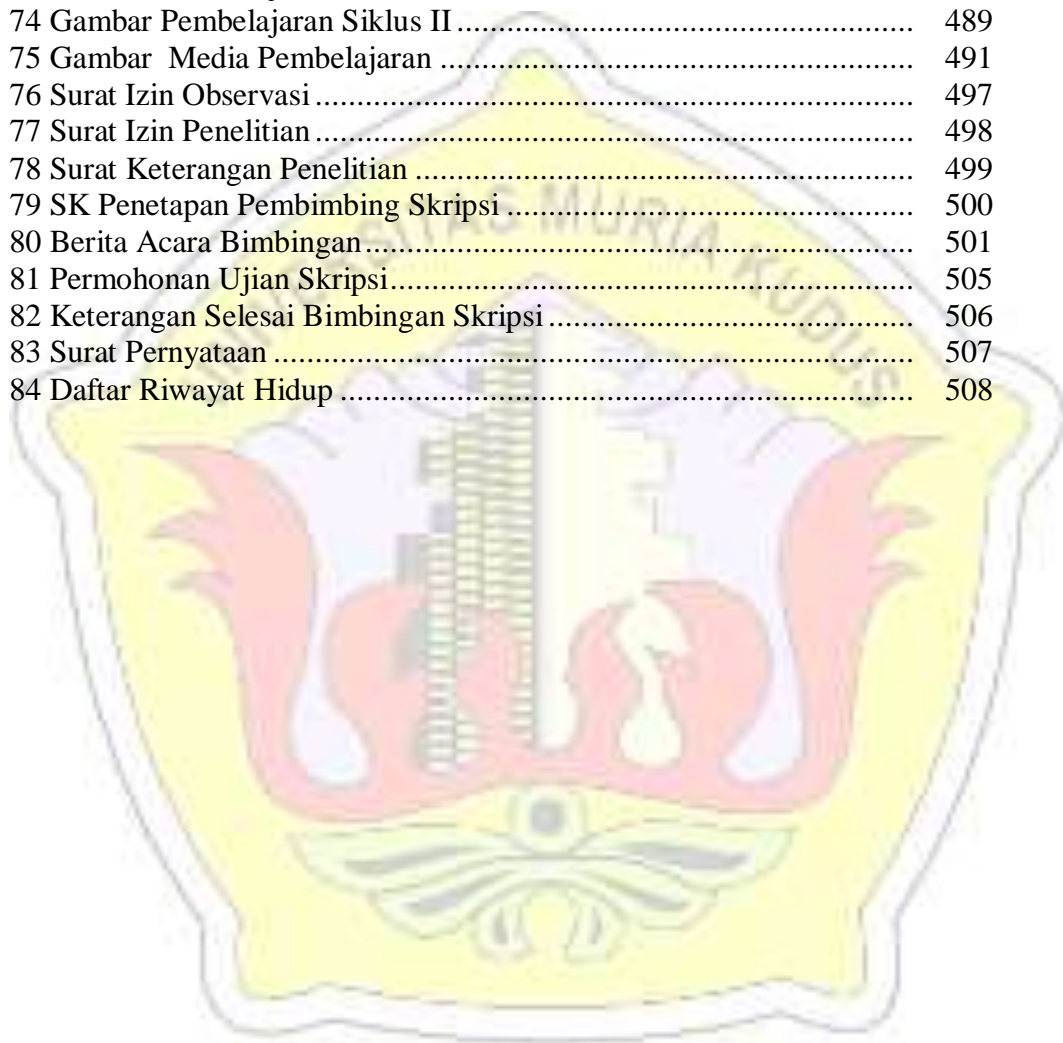 74 Gambar Pembelajaran Siklus II ........................................................................ 489
75 Gambar  Media Pembelajaran ........................................................................ 491
76 Surat Izin Observasi ........................................................................ 497
77 Surat Izin Penelitian ........................................................................ 498
78 Surat Keterangan Penelitian ........................................................................ 499
79 SK Penetapan Pembimbing Skripsi ........................................................................ 500
80 Berita Acara Bimbingan ........................................................................ 501
81 Permohonan Ujian Skripsi ........................................................................ 505
82 Keterangan Selesai Bimbingan Skripsi ........................................................................ 506
83 Surat Pernyataan ........................................................................ 507
84 Daftar Riwayat Hidup ........................................................................ 508
UNIVERSITAS MURIA KUDUS